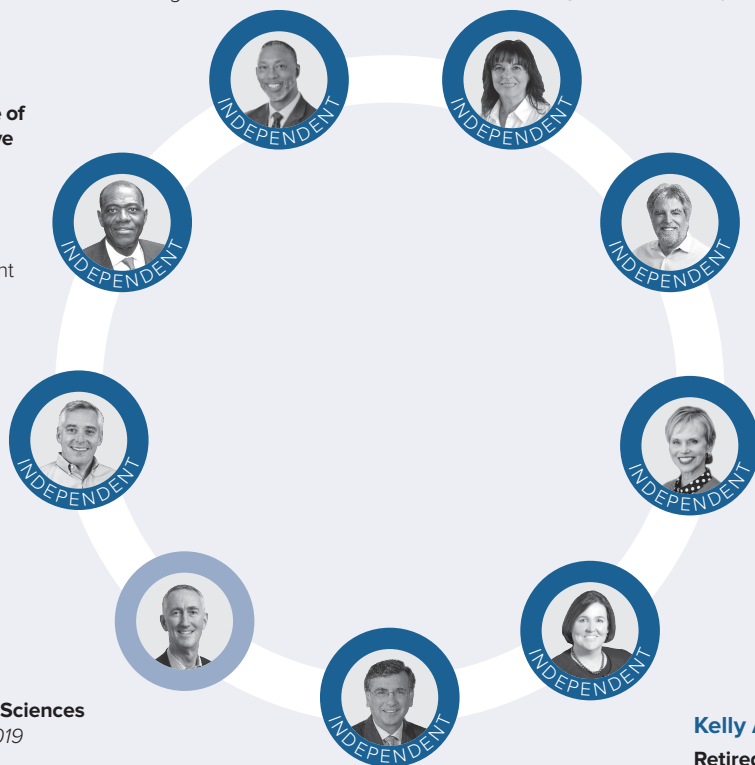 INDEPENDENT
INDEPENDENT
of
ve
INDEPENDENT
INDEPENDENT
nt
INDEPENDENT
INDEPENDENT
INDEPENDENT
INDEPENDENT
Sciences
019
Kelly A
Retired